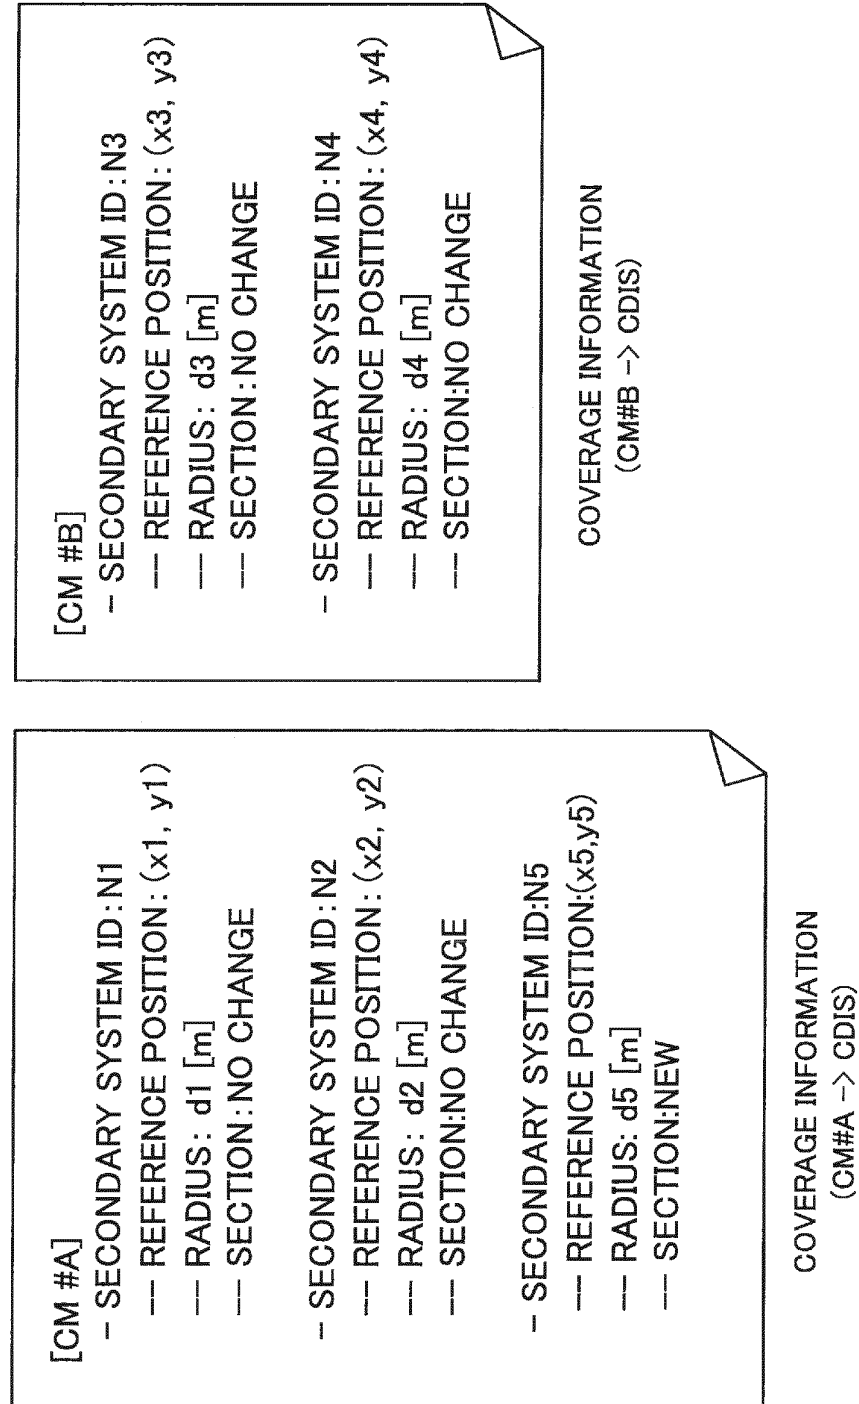 [CM #A]
– SECONDARY SYSTEM ID:N1
–– REFERENCE POSITION: (x1, y1)
–– RADIUS: d1 [m]
–– SECTION:NO CHANGE
– SECONDARY SYSTEM ID:N2
–– REFERENCE POSITION: (x2, y2)
–– RADIUS: d2 [m]
–– SECTION:NO CHANGE
– SECONDARY SYSTEM ID:N5
–– REFERENCE POSITION:(x5,y5)
–– RADIUS: d5 [m]
–– SECTION:NEW
COVERAGE INFORMATION
(CM#A –> CDIS)
[CM #B]
– SECONDARY SYSTEM ID:N3
–– REFERENCE POSITION: (x3, y3)
–– RADIUS: d3 [m]
–– SECTION:NO CHANGE
– SECONDARY SYSTEM ID:N4
–– REFERENCE POSITION: (x4, y4)
–– RADIUS: d4 [m]
–– SECTION:NO CHANGE
COVERAGE INFORMATION
(CM#B –> CDIS)